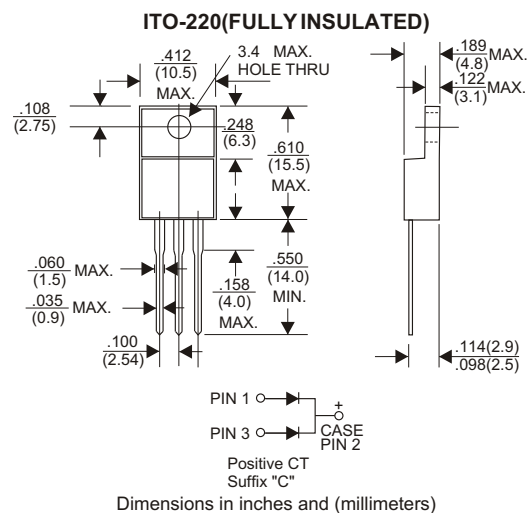 ITO-220(FULLY INSULATED)
.412
(10.5)
MAX.
3.4 MAX.
HOLE THRU
.189
(4.8)
MAX.
.122
(3.1)
MAX.
.108
(2.75)
.248
(6.3)
.610
(15.5)
MAX.
.060
(1.5)
MAX.
.158
(4.0)
MAX.
.550
(14.0)
MIN.
.035
(0.9)
MAX.
.100
(2.54)
.114(2.9)
.098(2.5)
PIN 1
+
PIN 3
CASE
PIN 2
Positive CT
Suffix "C"
Dimensions in inches and (millimeters)